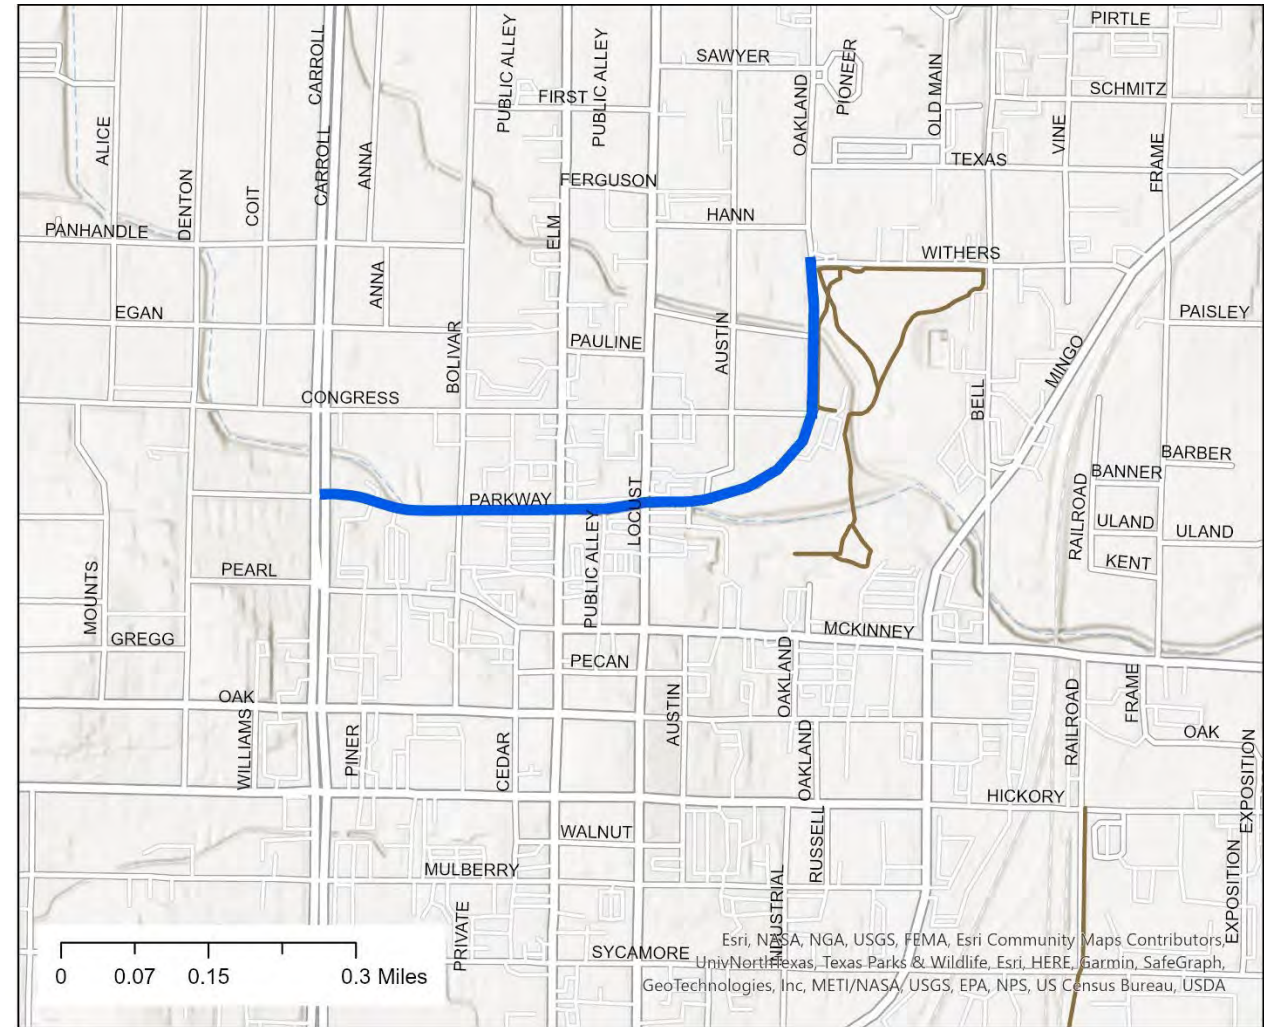 PIRTLE
CARROLL
PUBLIC ALLEY
PUBLIC ALLEY
SAWYER
PIONEER
OAKLAND
OLD MAIN
FIRST
SCHMITZ
ALICE
CARROLL
ANNA
VINE
FRAME
TEXAS
FERGUSON
DENTON
COIT
HANN
ELM
PANHANDLE
WITHERS
ANNA
EGAN
PAISLEY
BOLIVAR
PAULINE
AUSTIN
MINGO
CONGRESS
BELL
BARBER
BANNER
PARKWAY
LOCUST
RAILROAD
ULAND
ULAND
PUBLIC ALLEY
KENT
PEARL
MOUNTS
GREGG
MCKINNEY
PECAN
OAKLAND
OAK
FRAME
AUSTIN
RAILROAD
WILLIAMS
PINER
CEDAR
OAK
OAKLAND
HICKORY
EXPOSITION
WALNUT
RUSSELL
MULBERRY
INDUSTRIAL
EXPOSITION
PRIVATE
SYCAMORE
0 0.07 0.15 0.3 Miles
Esri, NASA, NGA, USGS, FEMA, Esri Community Maps Contributors,
UnivNorthTexas, Texas Parks & Wildlife, Esri, HERE, Garmin, SafeGraph,
GeoTechnologies, Inc, METI/NASA, USGS, EPA, NPS, US Census Bureau, USDA